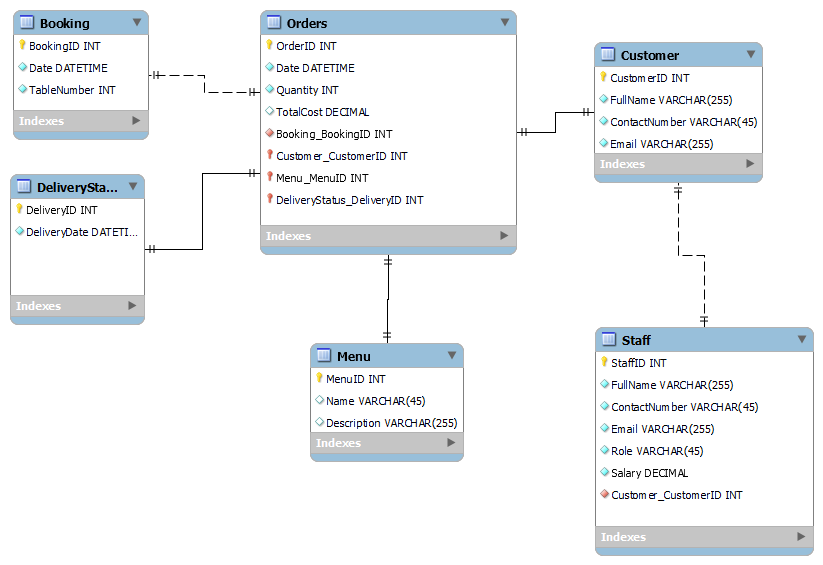 Booking
BookingID INT
Date DATETIME
TableNumber INT
Indexes
Orders
OrderID INT
Date DATETIME
Quantity INT
TotalCost DECIMAL
Booking_BookingID INT
Customer_CustomerID INT
Menu_MenuID INT
DeliveryStatus_DeliveryID INT
Indexes
Customer
CustomerID INT
FullName VARCHAR(255)
ContactNumber VARCHAR(45)
Email VARCHAR(255)
Indexes
DeliverySta...
DeliveryID INT
DeliveryDate DATETI...
Indexes
Menu
MenuID INT
Name VARCHAR(45)
Description VARCHAR(255)
Indexes
Staff
StaffID INT
FullName VARCHAR(255)
ContactNumber VARCHAR(45)
Email VARCHAR(255)
Role VARCHAR(45)
Salary DECIMAL
Customer_CustomerID INT
Indexes